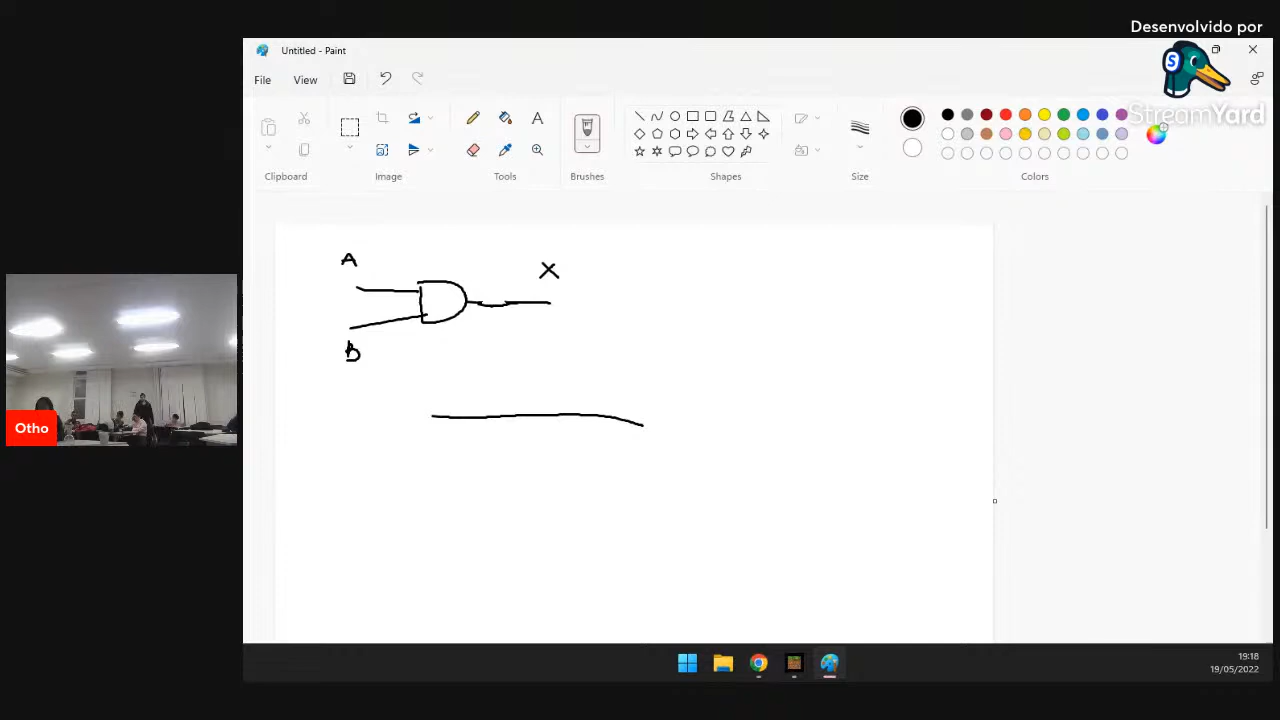 Desenvolvido por
StreamYard
Untitled - Paint
File View
Clipboard Image Tools Brushes Shapes Size Colors
A
X
B
Otho
19:18
19/05/2022